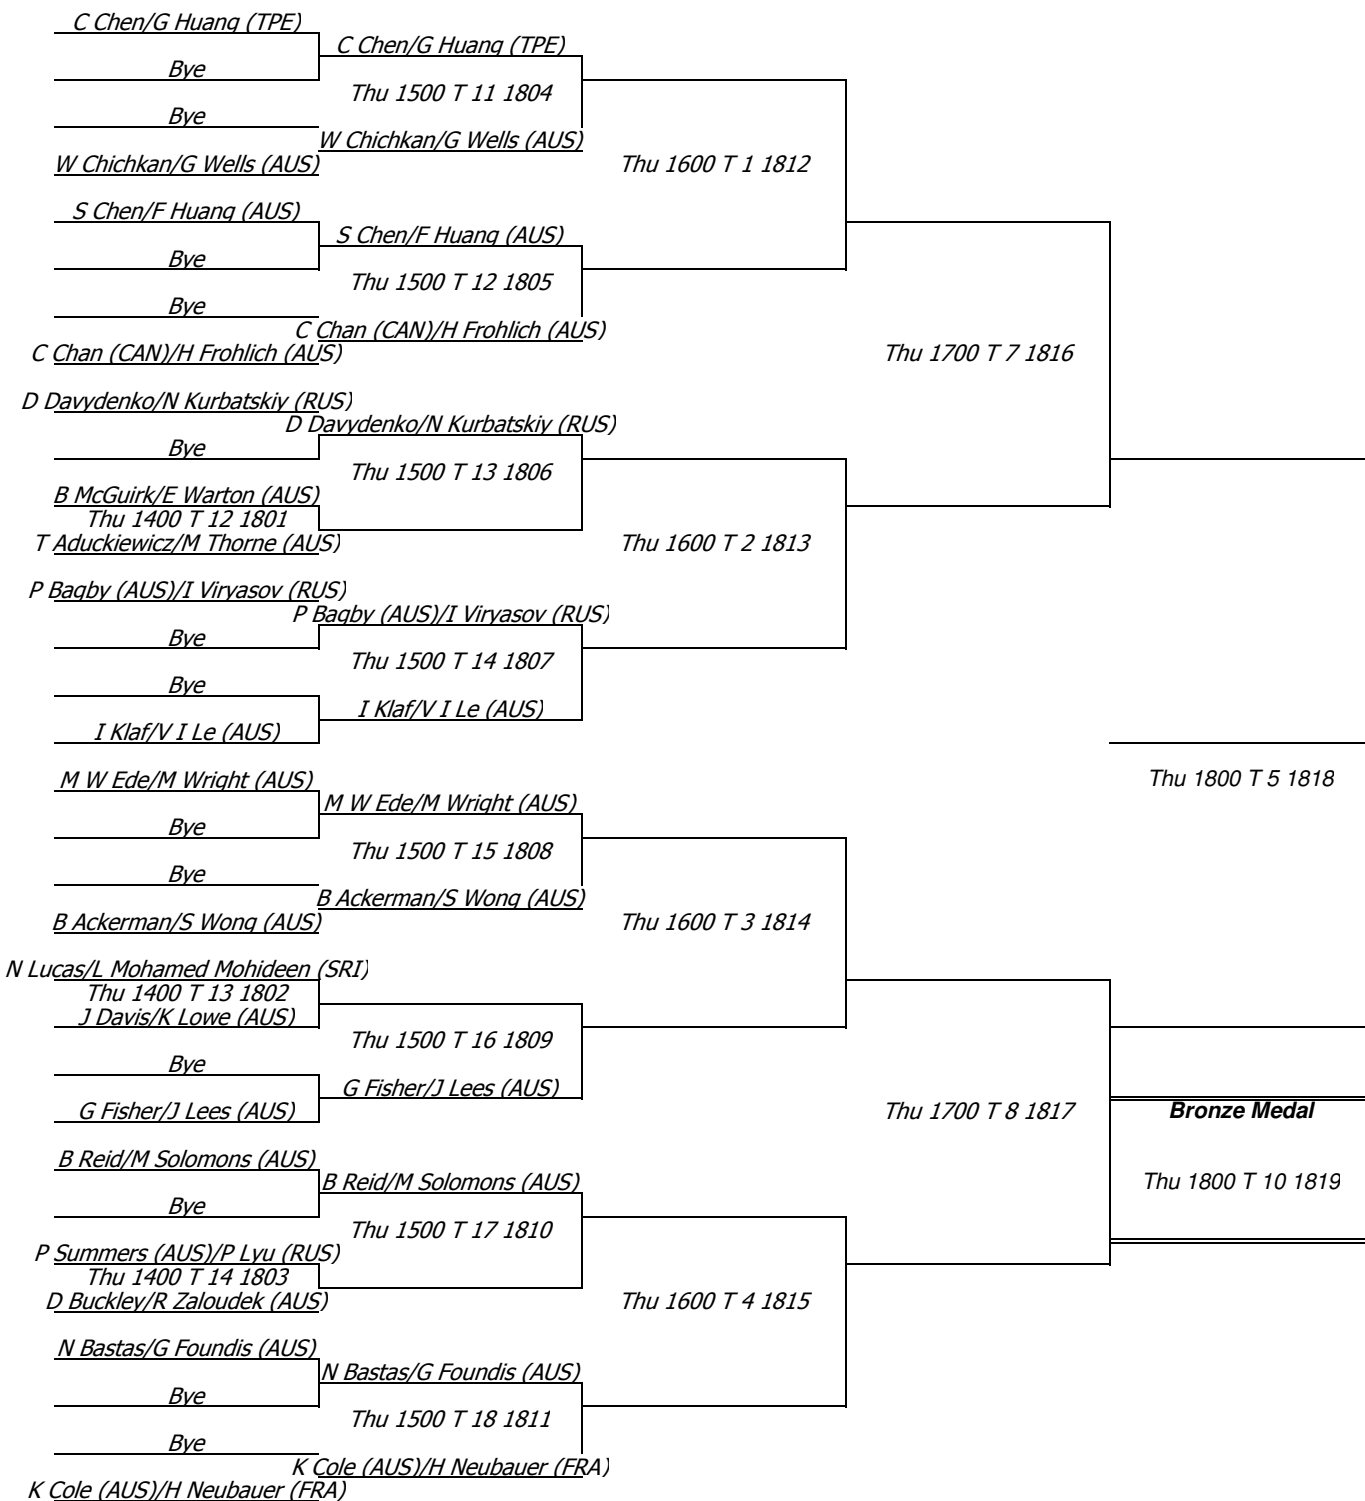 C Chen/G Huang (TPE)
C Chen/G Huang (TPE)
Bye
Thu 1500 T 11 1804
Bye
W Chichkan/G Wells (AUS)
W Chichkan/G Wells (AUS)
Thu 1600 T 1 1812
S Chen/F Huang (AUS)
S Chen/F Huang (AUS)
Bye
Thu 1500 T 12 1805
Bye
C Chan (CAN)/H Frohlich (AUS)
C Chan (CAN)/H Frohlich (AUS)
Thu 1700 T 7 1816
D Davydenko/N Kurbatskiy (RUS)
D Davydenko/N Kurbatskiy (RUS)
Bye
Thu 1500 T 13 1806
B McGuirk/E Warton (AUS)
Thu 1400 T 12 1801
T Aduckiewicz/M Thorne (AUS)
Thu 1600 T 2 1813
P Bagby (AUS)/I Viryasov (RUS)
P Bagby (AUS)/I Viryasov (RUS)
Bye
Thu 1500 T 14 1807
Bye
I Klaf/V I Le (AUS)
I Klaf/V I Le (AUS)
M W Ede/M Wright (AUS)
Thu 1800 T 5 1818
M W Ede/M Wright (AUS)
Bye
Thu 1500 T 15 1808
Bye
B Ackerman/S Wong (AUS)
B Ackerman/S Wong (AUS)
Thu 1600 T 3 1814
N Lucas/L Mohamed Mohideen (SRI)
Thu 1400 T 13 1802
J Davis/K Lowe (AUS)
Thu 1500 T 16 1809
Bye
G Fisher/J Lees (AUS)
G Fisher/J Lees (AUS)
Thu 1700 T 8 1817
Bronze Medal
B Reid/M Solomons (AUS)
B Reid/M Solomons (AUS)
Thu 1800 T 10 1819
Bye
Thu 1500 T 17 1810
P Summers (AUS)/P Lyu (RUS)
Thu 1400 T 14 1803
D Buckley/R Zaloudek (AUS)
Thu 1600 T 4 1815
N Bastas/G Foundis (AUS)
N Bastas/G Foundis (AUS)
Bye
Thu 1500 T 18 1811
Bye
K Cole (AUS)/H Neubauer (FRA)
K Cole (AUS)/H Neubauer (FRA)